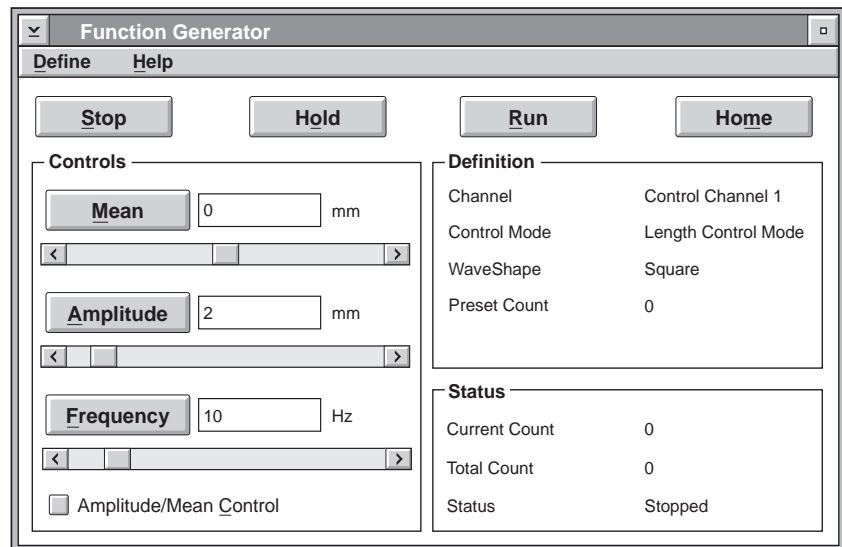 Function Generator
Define Help
Stop Hold Run Home
Controls
Mean 0 mm
Amplitude 2 mm
Frequency 10 Hz
Amplitude/Mean Control
Definition
Channel Control Channel 1
Control Mode Length Control Mode
WaveShape Square
Preset Count 0
Status
Current Count 0
Total Count 0
Status Stopped